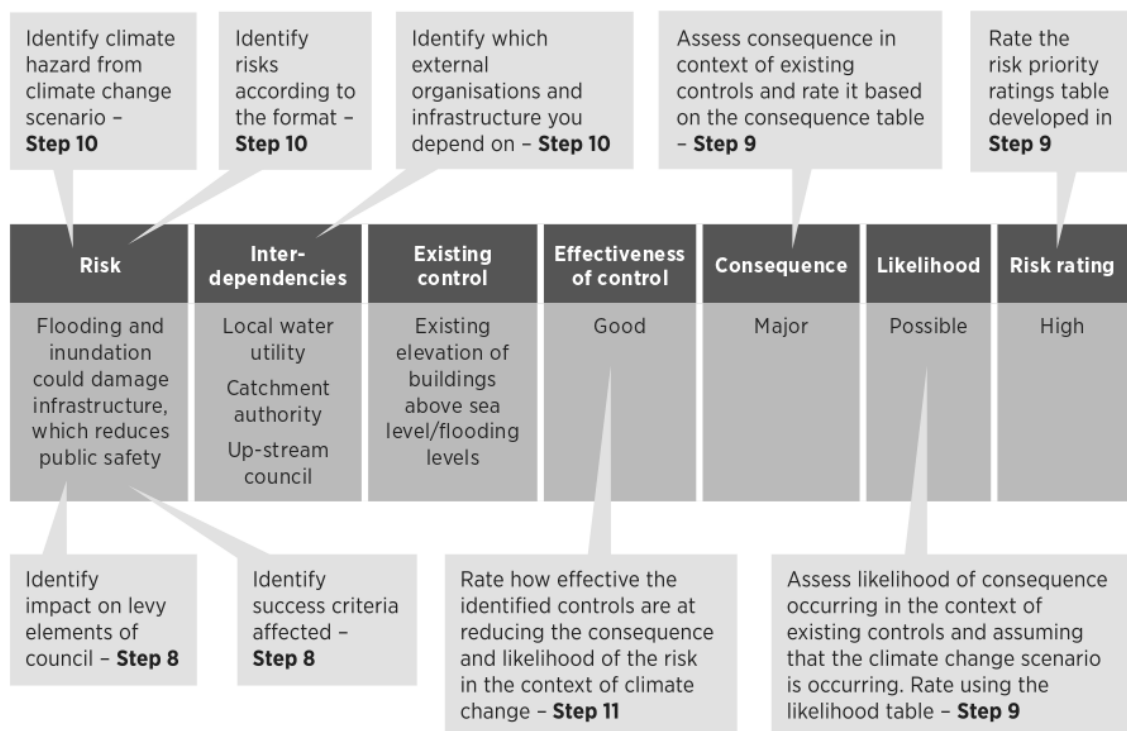 Identify climate
hazard from
climate change
scenario –
Step 10
Identify
risks
according to
the format –
Step 10
Identify which
external
organisations and
infrastructure you
depend on – Step 10
Assess consequence in
context of existing
controls and rate it based
on the consequence table
– Step 9
Rate the
risk priority
ratings table
developed in
Step 9
Risk
Inter-
dependencies
Existing
control
Effectiveness
of control
Consequence
Likelihood
Risk rating
Flooding and
inundation
could damage
infrastructure,
which reduces
public safety
Local water
utility
Catchment
authority
Up-stream
council
Existing
elevation of
buildings
above sea
level/flooding
levels
Good
Major
Possible
High
Identify
impact on levy
elements of
council – Step 8
Identify
success criteria
affected –
Step 8
Rate how effective the
identified controls are at
reducing the consequence
and likelihood of the risk
in the context of climate
change – Step 11
Assess likelihood of consequence
occurring in the context of
existing controls and assuming
that the climate change scenario
is occurring. Rate using the
likelihood table – Step 9